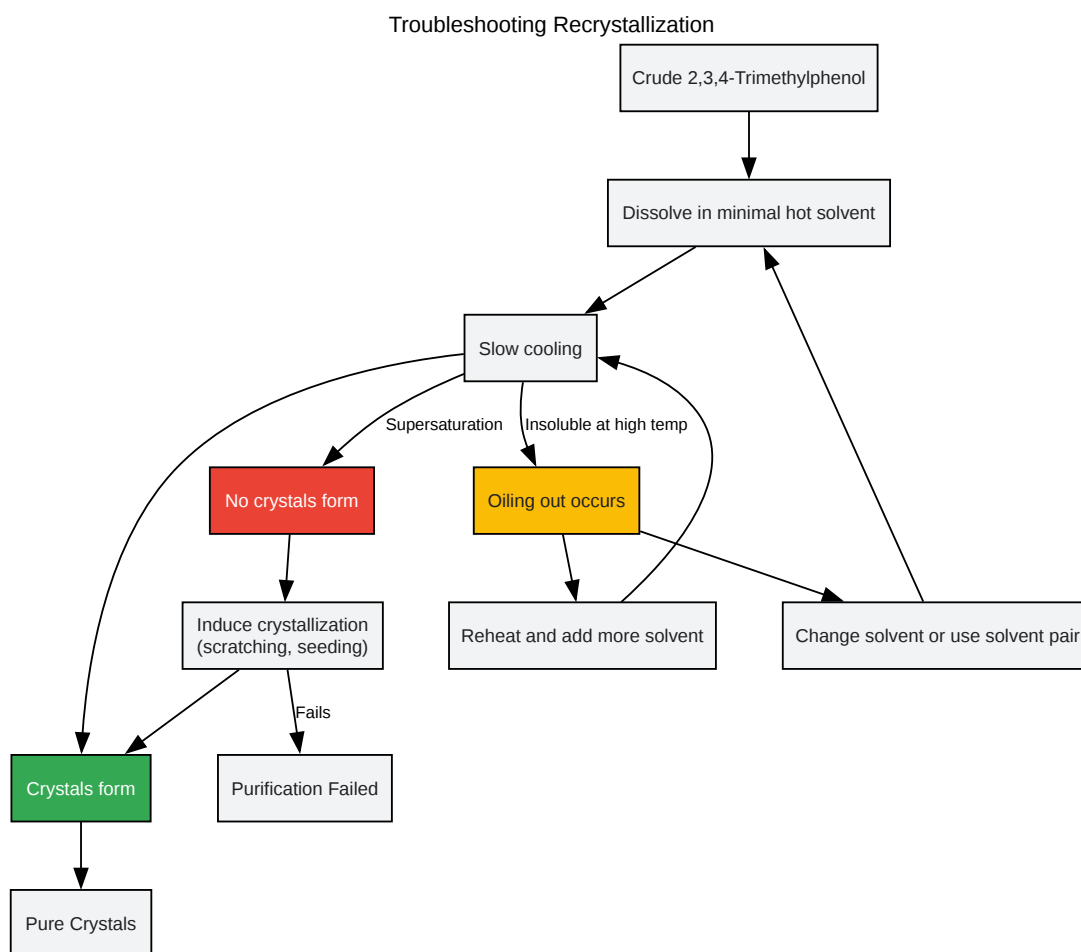 Troubleshooting Recrystallization
Crude 2,3,4-Trimethylphenol
Dissolve in minimal hot solvent
Slow cooling
Supersaturation
Insoluble at high temp
No crystals form
Oiling out occurs
Induce crystallization
(scratching, seeding)
Reheat and add more solvent
Change solvent or use solvent pair
Fails
Crystals form
Purification Failed
Pure Crystals